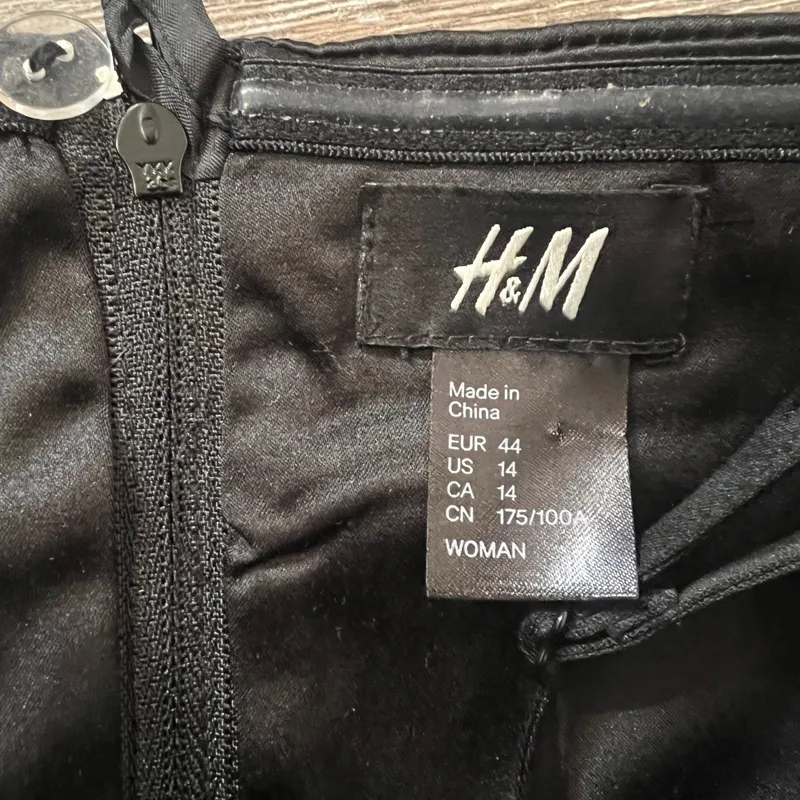 H&M
Made in
China
EUR 44
US 14
CA 14
CN 175/100A
WOMAN